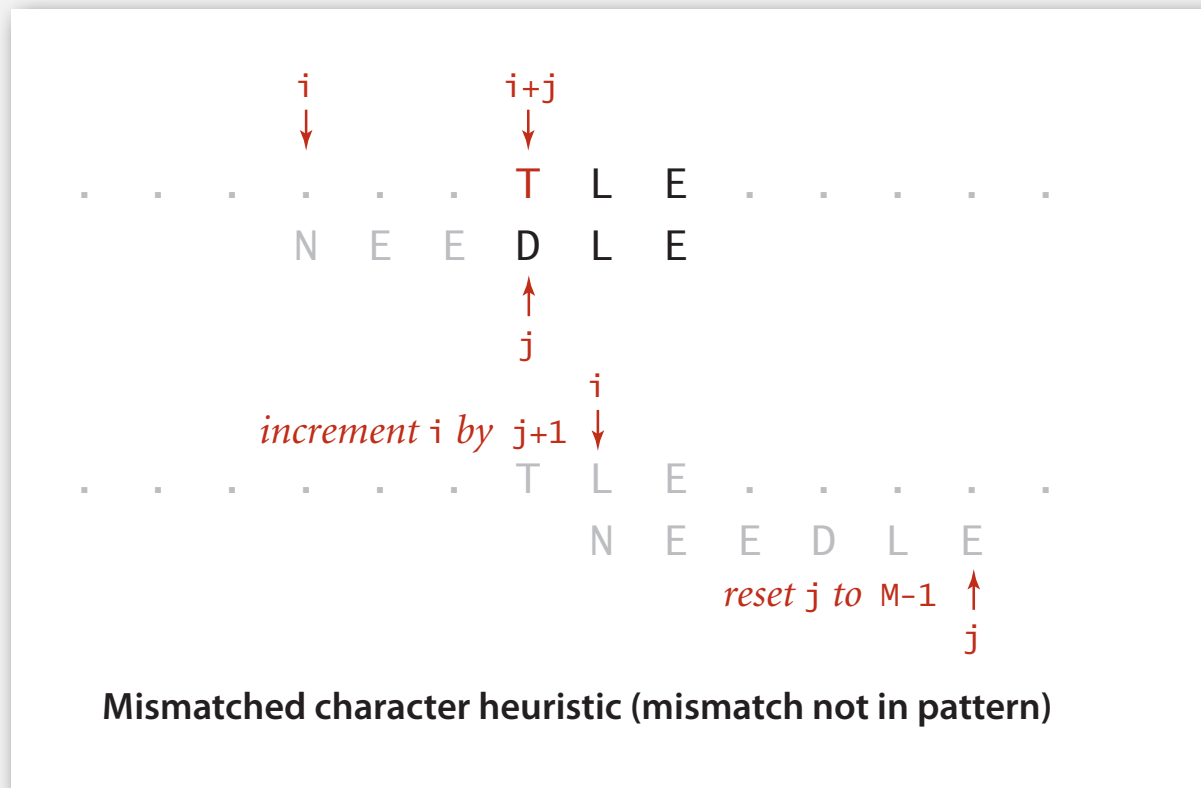 i i+j
. . . . . . T L E . . . . .
N E E D L E
j
i
increment i by j+1
. . . . . . T L E . . . . .
N E E D L E
reset j to M-1
j
Mismatched character heuristic (mismatch not in pattern)